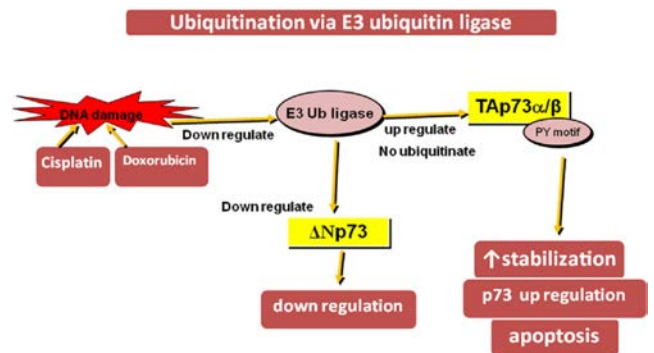 Ubiquitination via E3 ubiquitin ligase
DNA damage
Down regulate
E3 Ub ligase
up regulate
No ubiquitinate
TAp73α/β
PY motif
Cisplatin
Doxorubicin
Down regulate
ΔNp73
down regulation
↑stabilization
p73 up regulation
apoptosis